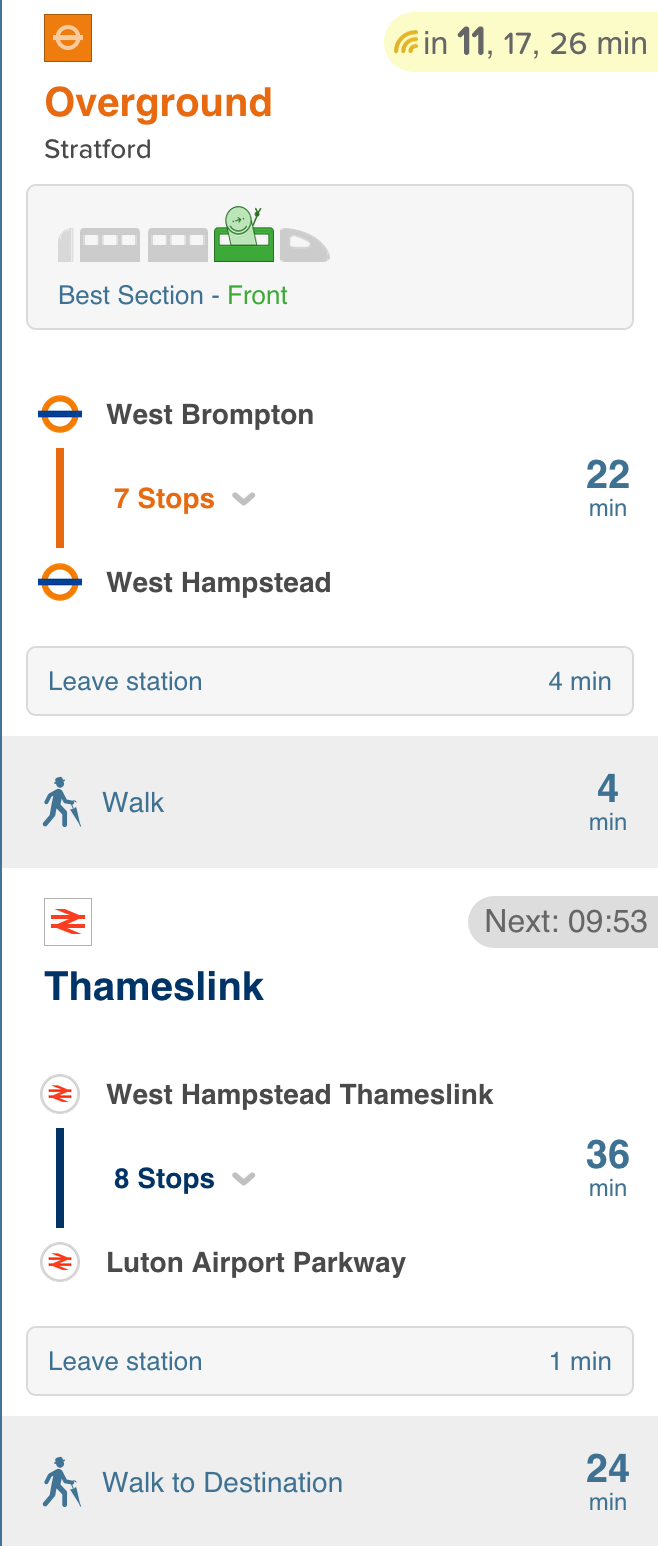 in 11, 17, 26 min
Overground
Stratford
Best Section - Front
West Brompton
7 Stops
22
min
West Hampstead
Leave station 4 min
Walk
4
min
Next: 09:53
Thameslink
West Hampstead Thameslink
8 Stops
36
min
Luton Airport Parkway
Leave station 1 min
Walk to Destination
24
min